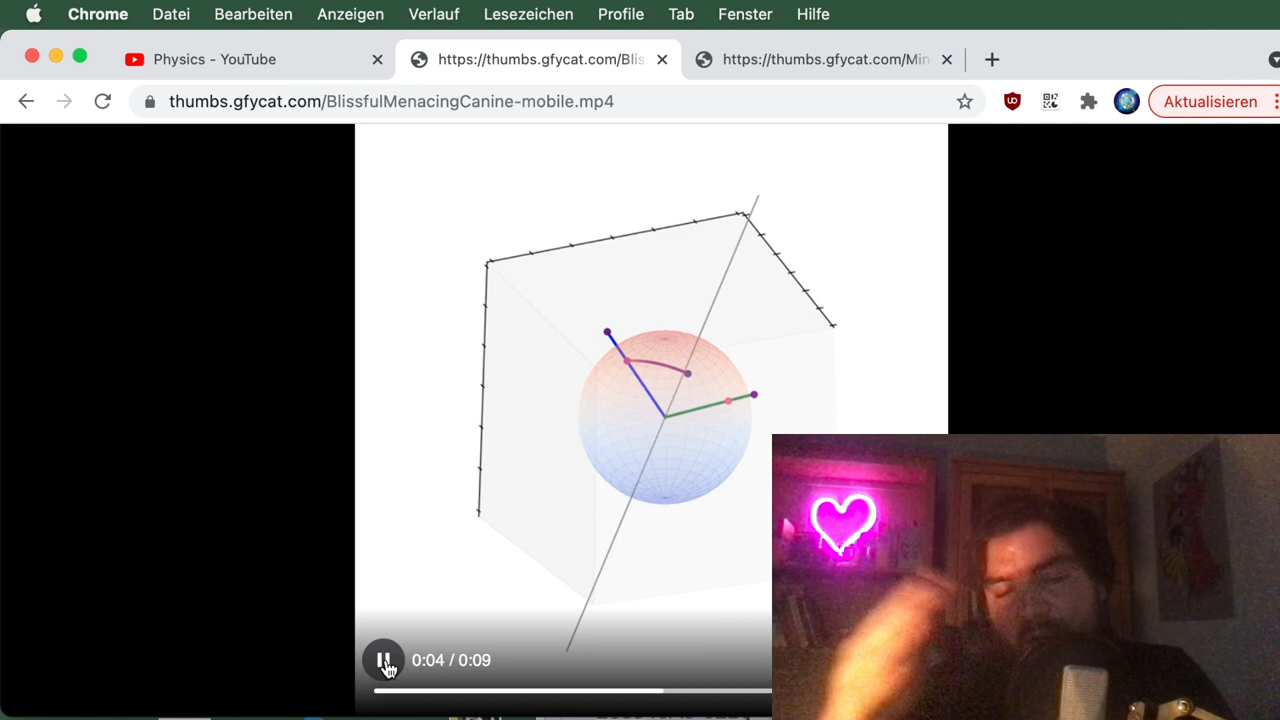 Chrome Datei Bearbeiten Anzeigen Verlauf Lesezeichen Profile Tab Fenster Hilfe
Physics - YouTube https://thumbs.gfycat.com/Blis https://thumbs.gfycat.com/Min
thumbs.gfycat.com/BlissfulMenacingCanine-mobile.mp4 Aktualisieren
0:04 / 0:09